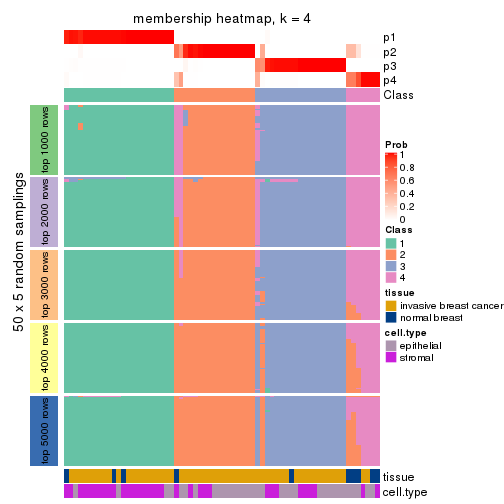 membership heatmap, k = 4
p1
p2
p3
p4
Class
50 x 5 random samplings
top 1000 rows
top 2000 rows
top 3000 rows
top 4000 rows
top 5000 rows
Prob
1
0.8
0.6
0.4
0.2
0
Class
1
2
3
4
tissue
invasive breast cancer
normal breast
cell.type
epithelial
stromal
tissue
cell.type